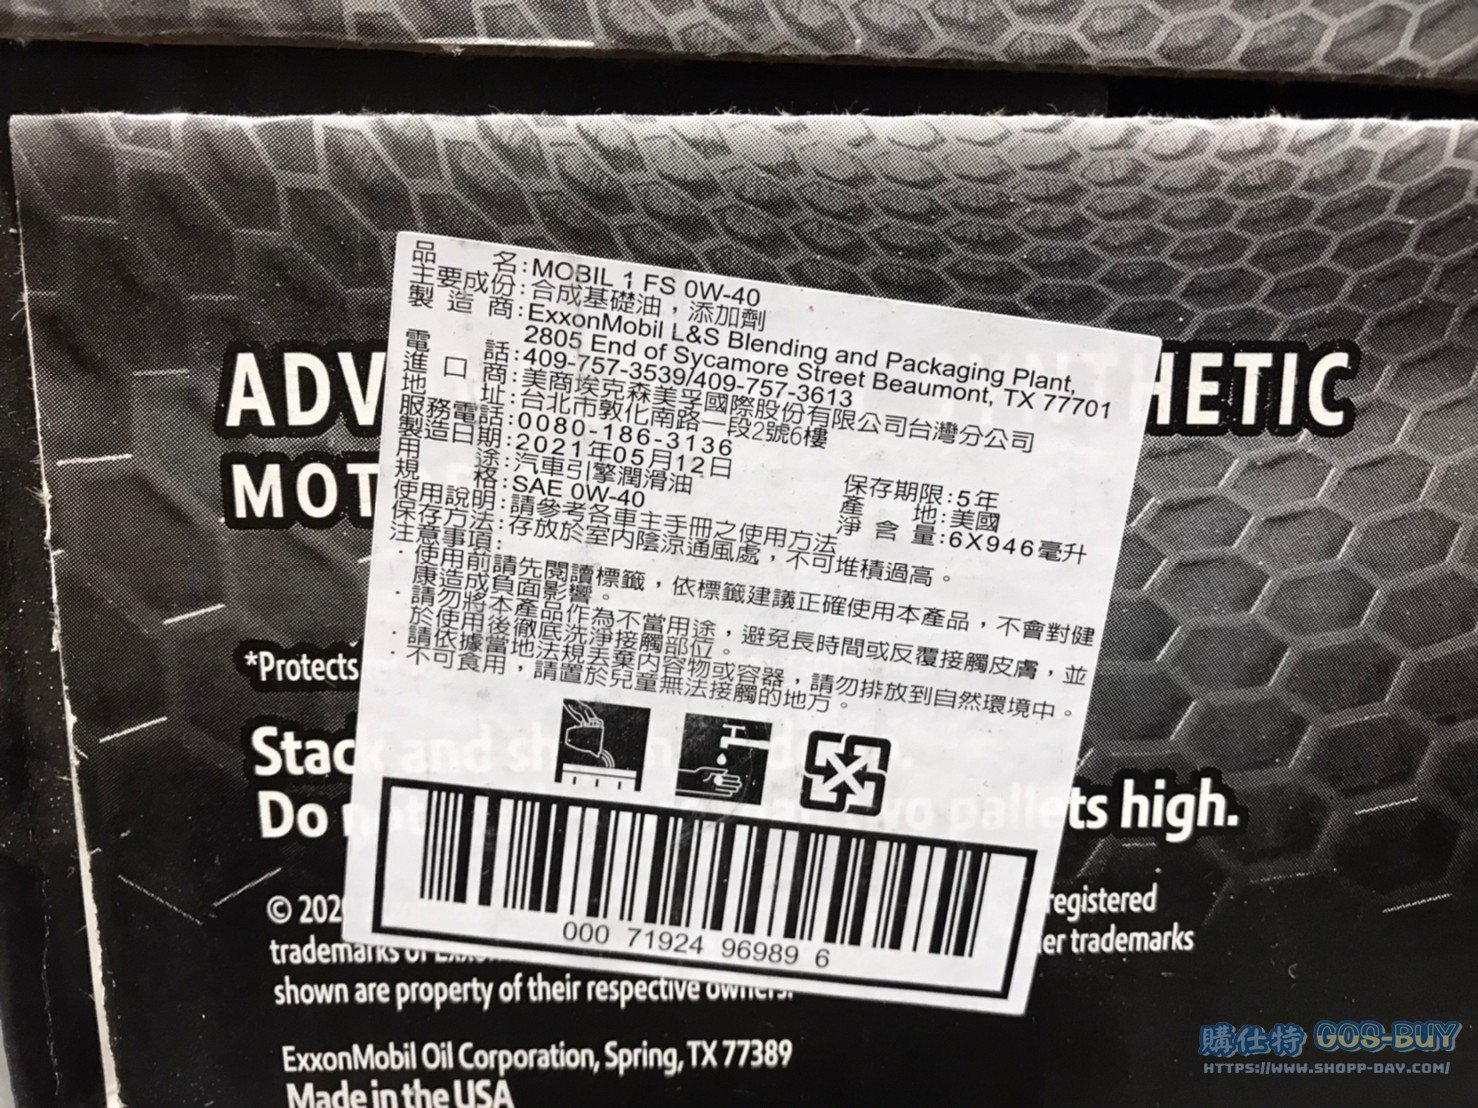 ADV
HETIC
MOT
品 名:MOBIL 1 FS 0W-40
主要成份:合成基礎油,添加劑
製 造 商:ExxonMobil L&S Blending and Packaging Plant,
2805 End of Sycamore Street Beaumont, TX 77701
電 話:409-757-3539/409-757-3613
進 口 商:美商埃克森美孚國際股份有限公司台灣分公司
地 址:台北市敦化南路一段2號6樓
服務電話:0080-186-3136
製造日期:2021年05月12日 保存期限:5年
用 途:汽車引擎潤滑油 產 地:美國
規 格:SAE 0W-40 淨 含 量:6X946毫升
使用說明:請參考各車主手冊之使用方法
保存方法:存放於室內陰涼通風處,不可堆積過高。
注意事項:
·使用前請先閱讀標籤,依標籤建議正確使用本產品,不會對健
康造成負面影響。
·請勿將本產品作為不當用途,避免長時間或反覆接觸皮膚,並
於使用後徹底洗淨接觸部位。
·請依據當地法規丟棄內容物或容器,請勿排放到自然環境中。
·不可食用,請置於兒童無法接觸的地方。
000 71924 96989 6
*Protects
Stack and
Do not two pallets high.
© 202 registered
trademarks of er trademarks
shown are property of their respective owners.
ExxonMobil Oil Corporation, Spring, TX 77389
Made in the USA
購仕特 GOS-BUY
HTTPS://WWW.SHOPP-DAY.COM/